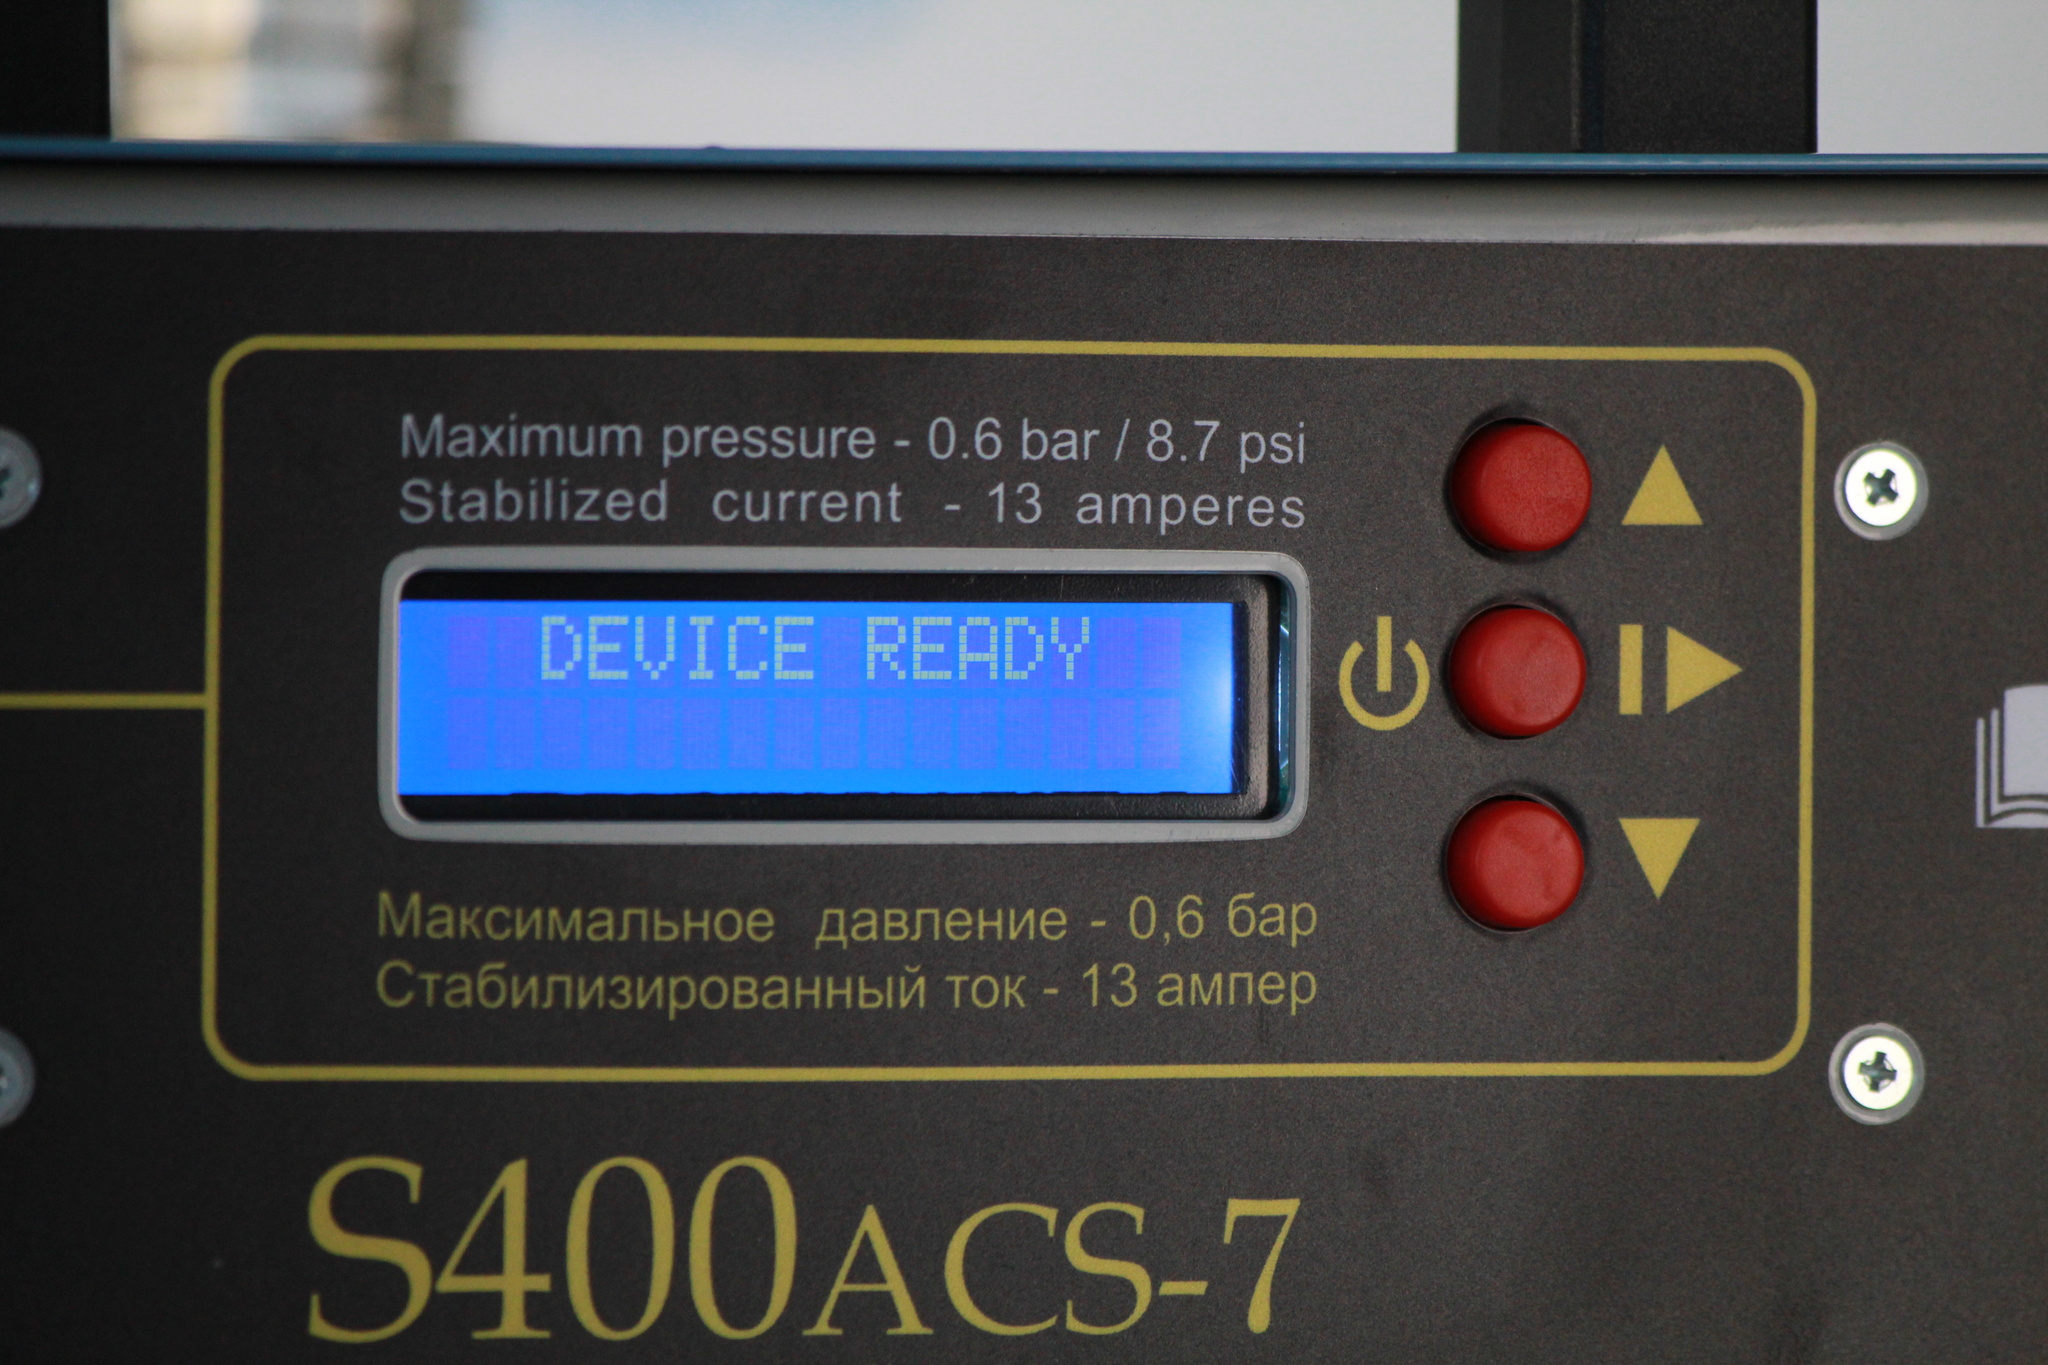 Maximum pressure - 0.6 bar / 8.7 psi
Stabilized current - 13 amperes
DEVICE READY
Максимальное давление - 0,6 бар
Стабилизированный ток - 13 ампер
S400ACS-7